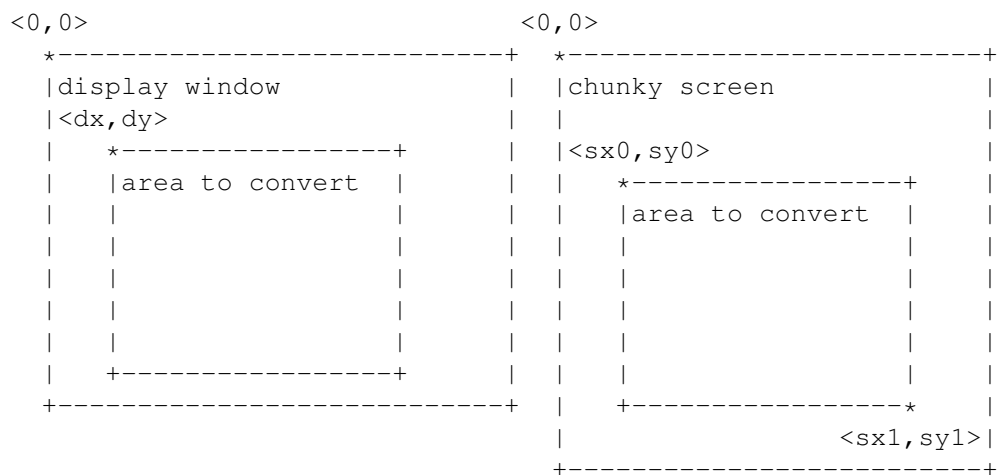 <0,0>                           <0,0>
  *----------------------------+  *--------------------------+
  |display window              |  |chunky screen             |
  |<dx,dy>                     |  |                          |
  |   *-----------------+      |  |<sx0,sy0>                 |
  |   |area to convert  |      |  |   *-----------------+    |
  |   |                 |      |  |   |area to convert  |    |
  |   |                 |      |  |   |                 |    |
  |   |                 |      |  |   |                 |    |
  |   |                 |      |  |   |                 |    |
  |   |                 |      |  |   |                 |    |
  |   +-----------------+      |  |   |                 |    |
  +----------------------------+  |   +-----------------*    |
                                  |                 <sx1,sy1>|
                                  +--------------------------+